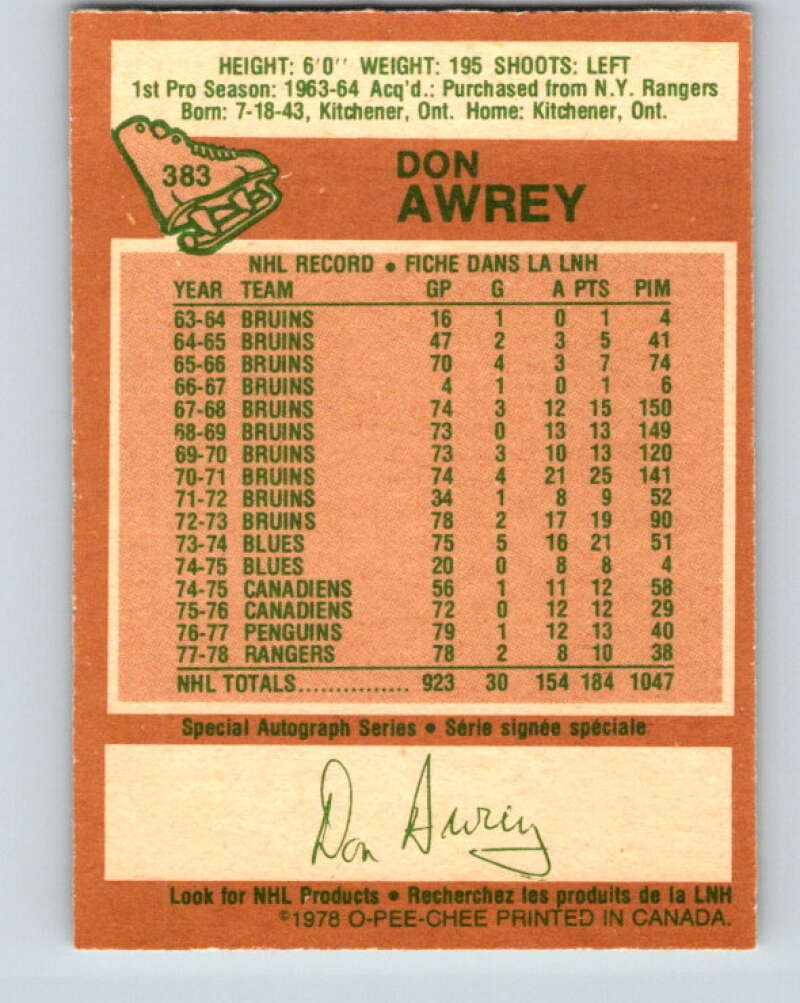 HEIGHT: 6'0'' WEIGHT: 195 SHOOTS: LEFT
1st Pro Season: 1963-64 Acq'd.: Purchased from N.Y. Rangers
Born: 7-18-43, Kitchener, Ont. Home: Kitchener, Ont.
383
DON
AWREY
NHL RECORD • FICHE DANS LA LNH
YEAR TEAM GP G A PTS PIM
63-64 BRUINS 16 1 0 1 4
64-65 BRUINS 47 2 3 5 41
65-66 BRUINS 70 4 3 7 74
66-67 BRUINS 4 1 0 1 6
67-68 BRUINS 74 3 12 15 150
68-69 BRUINS 73 0 13 13 149
69-70 BRUINS 73 3 10 13 120
70-71 BRUINS 74 4 21 25 141
71-72 BRUINS 34 1 8 9 52
72-73 BRUINS 78 2 17 19 90
73-74 BLUES 75 5 16 21 51
74-75 BLUES 20 0 8 8 4
74-75 CANADIENS 56 1 11 12 58
75-76 CANADIENS 72 0 12 12 29
76-77 PENGUINS 79 1 12 13 40
77-78 RANGERS 78 2 8 10 38
NHL TOTALS................ 923 30 154 184 1047
Special Autograph Series • Série signée spéciale
Don Awrey
Look for NHL Products • Recherchez les produits de la LNH
©1978 O-PEE-CHEE PRINTED IN CANADA.